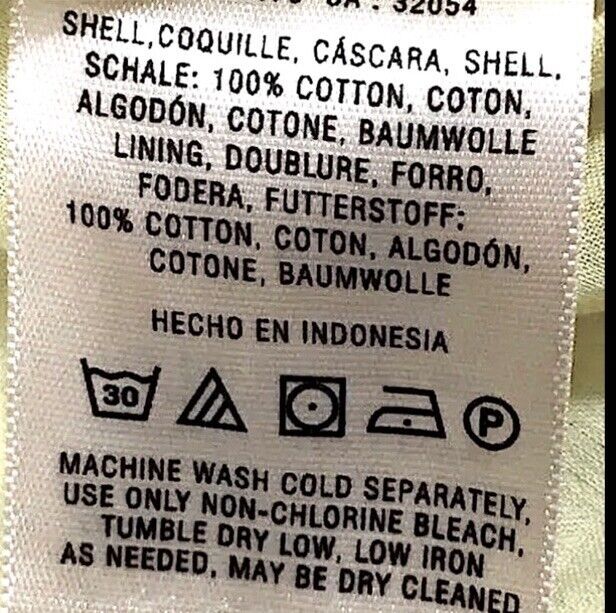 : 32054
SHELL, COQUILLE, CÁSCARA, SHELL,
SCHALE: 100% COTTON, COTON,
ALGODÓN, COTONE, BAUMWOLLE
LINING, DOUBLURE, FORRO,
FODERA, FUTTERSTOFF:
100% COTTON, COTON, ALGODÓN,
COTONE, BAUMWOLLE
HECHO EN INDONESIA
30 P
MACHINE WASH COLD SEPARATELY,
USE ONLY NON-CHLORINE BLEACH,
TUMBLE DRY LOW, LOW IRON
AS NEEDED, MAY BE DRY CLEANED